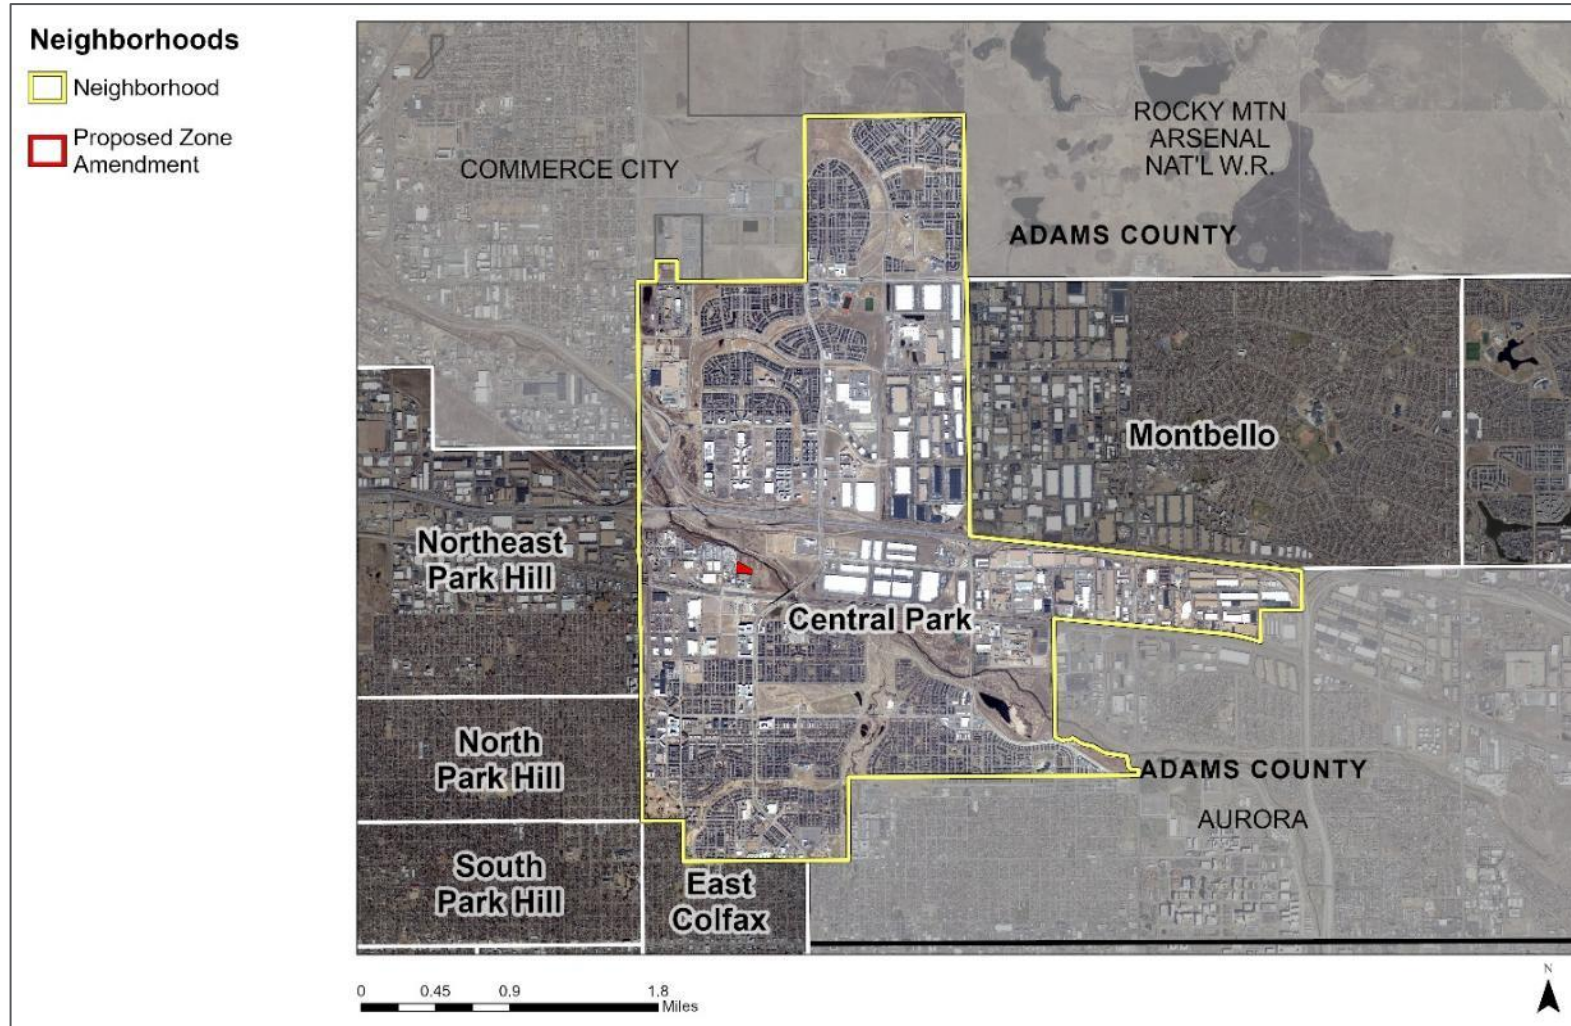 Neighborhoods
Neighborhood
Proposed Zone
Amendment
COMMERCE CITY
ROCKY MTN
ARSENAL
NAT'L W.R.
ADAMS COUNTY
Montbello
Northeast
Park Hill
Central Park
North
Park Hill
ADAMS COUNTY
AURORA
South
Park Hill
East
Colfax
0 0.45 0.9 1.8
Miles
N